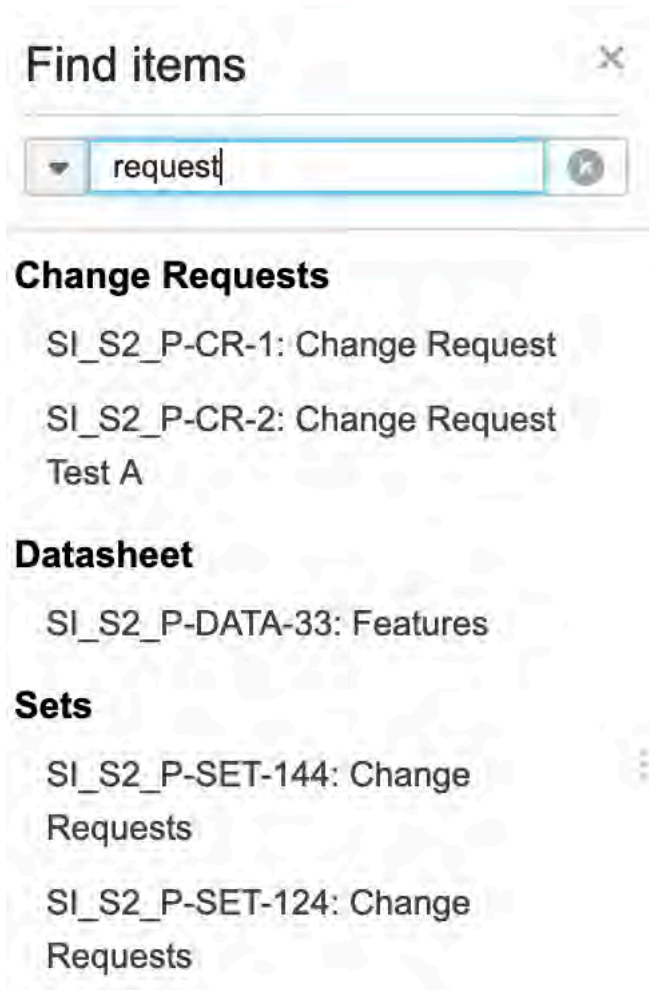 Find items
request
Change Requests
SI_S2_P-CR-1: Change Request
SI_S2_P-CR-2: Change Request
Test A
Datasheet
SI_S2_P-DATA-33: Features
Sets
SI_S2_P-SET-144: Change
Requests
SI_S2_P-SET-124: Change
Requests